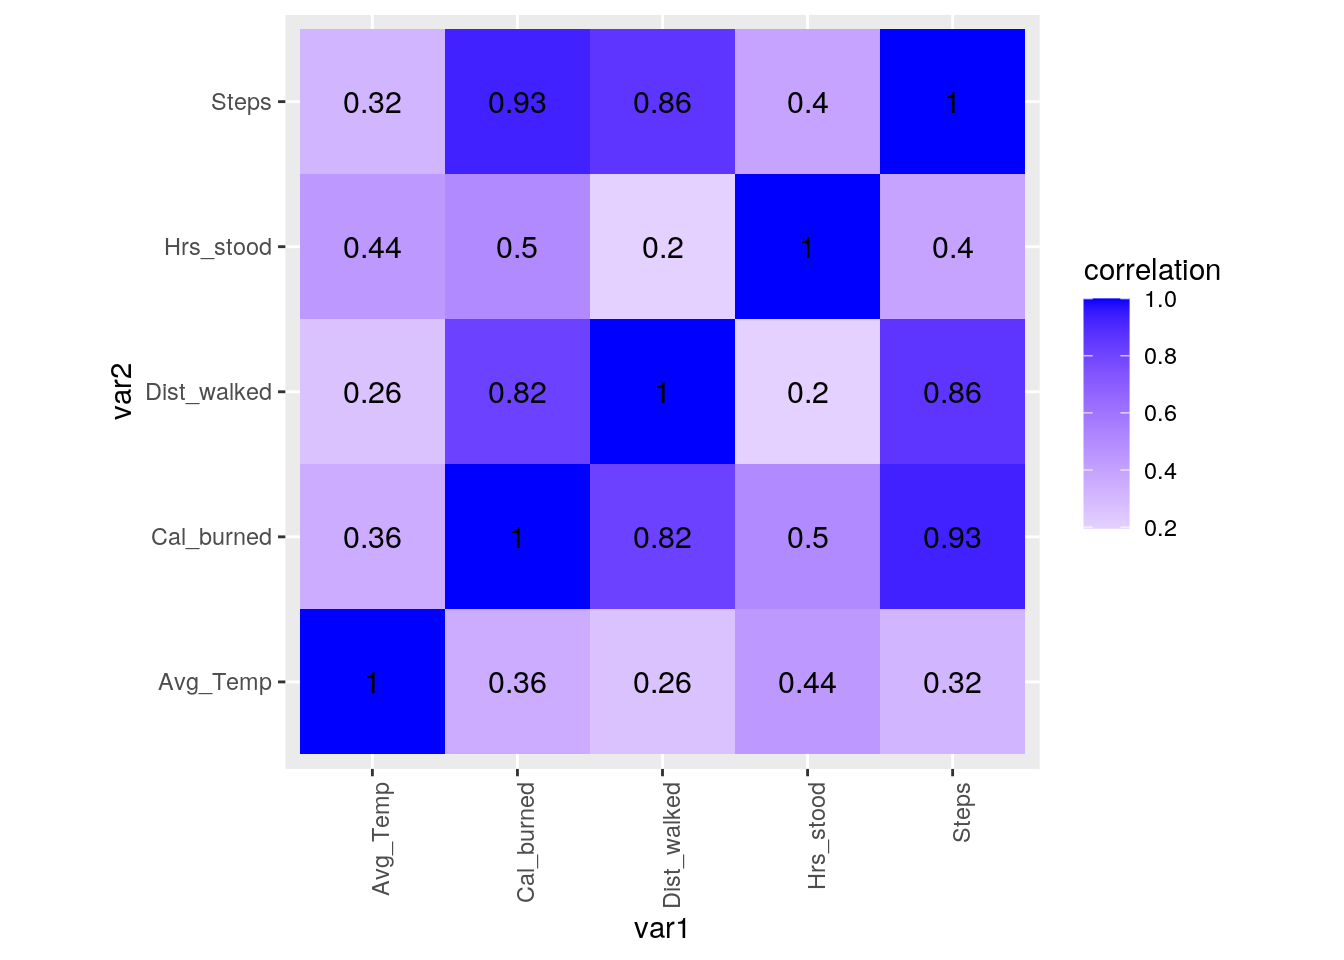 Steps 0.32 0.93 0.86 0.4 1
Hrs_stood 0.44 0.5 0.2 1 0.4
Dist_walked 0.26 0.82 1 0.2 0.86
Cal_burned 0.36 1 0.82 0.5 0.93
Avg_Temp 1 0.36 0.26 0.44 0.32
var2
Avg_Temp Cal_burned Dist_walked Hrs_stood Steps
var1
correlation
1.0
0.8
0.6
0.4
0.2